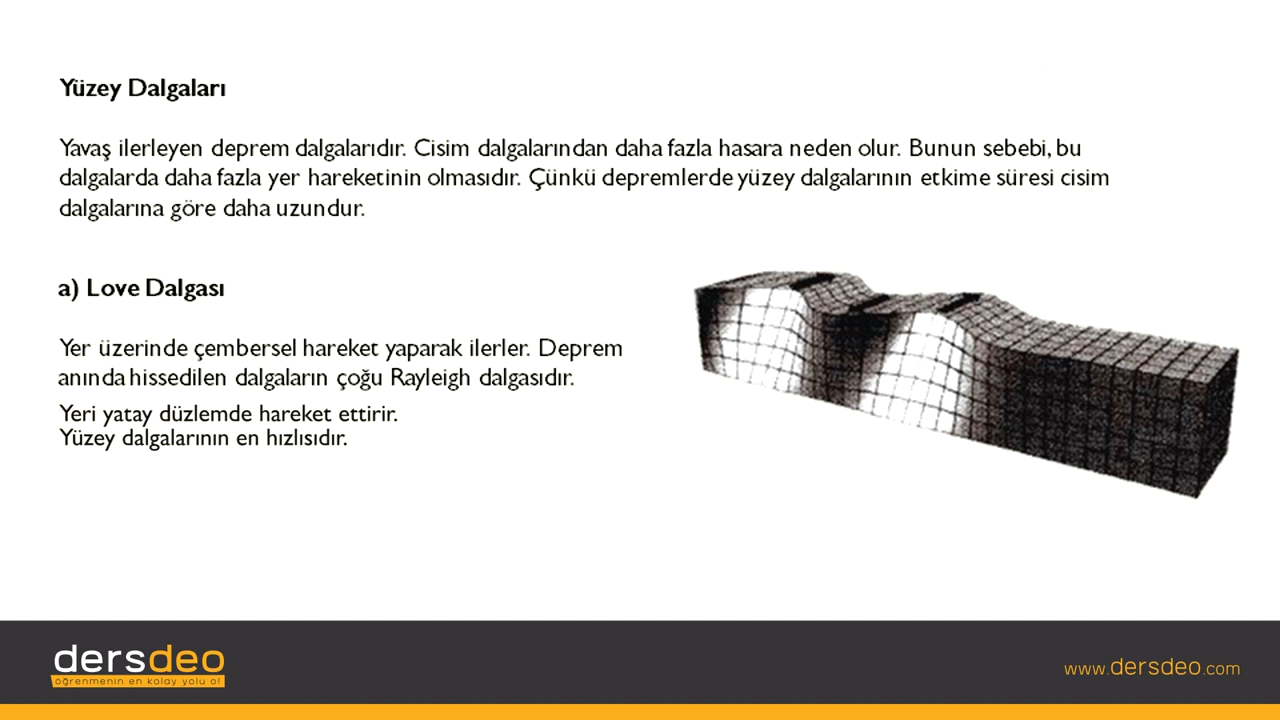 Yüzey Dalgaları
Yavaş ilerleyen deprem dalgalarıdır. Cisim dalgalarından daha fazla hasara neden olur. Bunun sebebi, bu
dalgalarda daha fazla yer hareketinin olmasıdır. Çünkü depremlerde yüzey dalgalarının etkime süresi cisim
dalgalarına göre daha uzundur.
a) Love Dalgası
Yer üzerinde çembersel hareket yaparak ilerler. Deprem
anında hissedilen dalgaların çoğu Rayleigh dalgasıdır.
Yeri yatay düzlemde hareket ettirir.
Yüzey dalgalarının en hızlısıdır.
dersdeo
öğrenmenin en kolay yolu o!
www.dersdeo.com